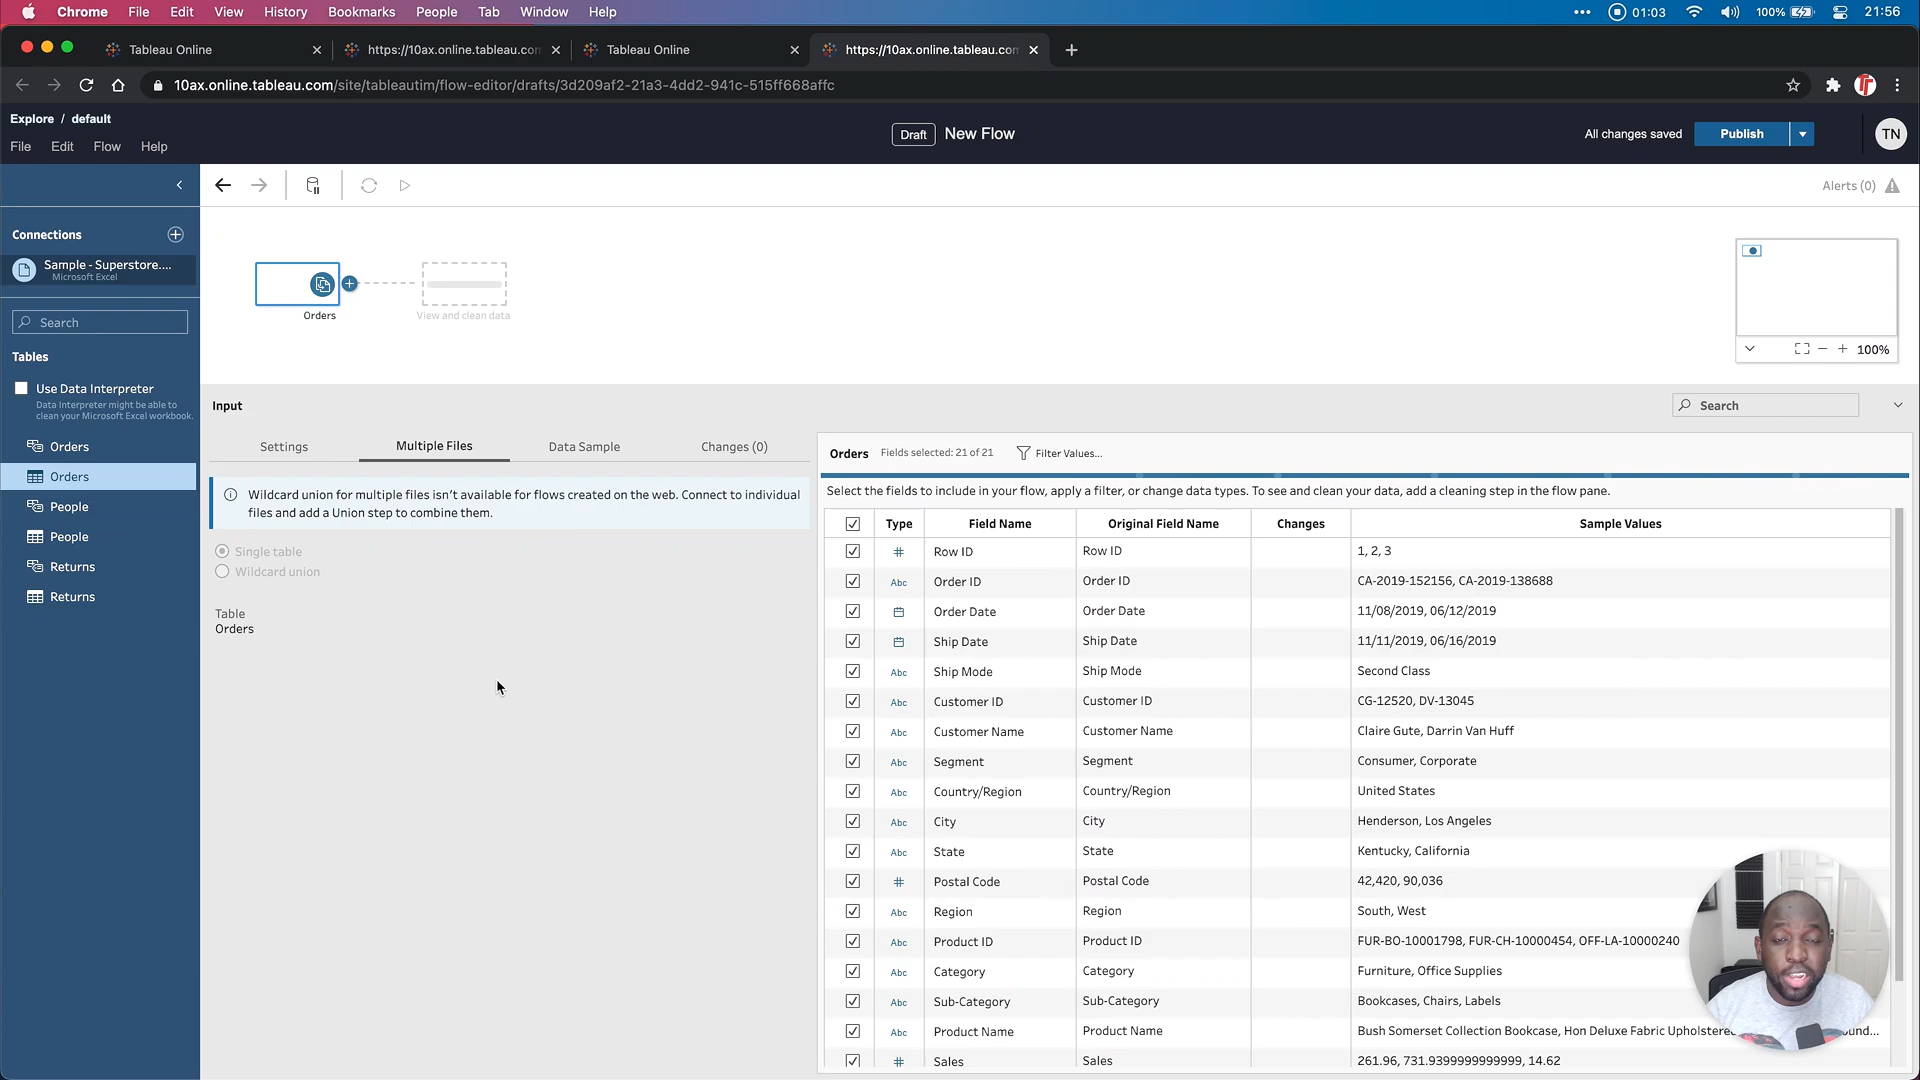 Chrome File Edit View History Bookmarks People Tab Window Help 01:03 100% 21:56
Tableau Online https://10ax.online.tableau.con Tableau Online https://10ax.online.tableau.com
10ax.online.tableau.com/site/tableautim/flow-editor/drafts/3d209af2-21a3-4dd2-941c-515ff668affc
Explore / default
File Edit Flow Help
Draft New Flow
All changes saved Publish TN
Alerts (0)
Connections
Sample - Superstore....
Microsoft Excel
Search
Tables
Use Data Interpreter
Data Interpreter might be able to
clean your Microsoft Excel workbook.
Orders
Orders
People
People
Returns
Returns
Orders
View and clean data
100%
Input
Search
Settings Multiple Files Data Sample Changes (0)
Wildcard union for multiple files isn't available for flows created on the web. Connect to individual
files and add a Union step to combine them.
Single table
Wildcard union
Table
Orders
Orders Fields selected: 21 of 21 Filter Values...
Select the fields to include in your flow, apply a filter, or change data types. To see and clean your data, add a cleaning step in the flow pane.
Type Field Name Original Field Name Changes Sample Values
# Row ID Row ID 1, 2, 3
Abc Order ID Order ID CA-2019-152156, CA-2019-138688
Order Date Order Date 11/08/2019, 06/12/2019
Ship Date Ship Date 11/11/2019, 06/16/2019
Abc Ship Mode Ship Mode Second Class
Abc Customer ID Customer ID CG-12520, DV-13045
Abc Customer Name Customer Name Claire Gute, Darrin Van Huff
Abc Segment Segment Consumer, Corporate
Abc Country/Region Country/Region United States
Abc City City Henderson, Los Angeles
Abc State State Kentucky, California
# Postal Code Postal Code 42,420, 90,036
Abc Region Region South, West
Abc Product ID Product ID FUR-BO-10001798, FUR-CH-10000454, OFF-LA-10000240
Abc Category Category Furniture, Office Supplies
Abc Sub-Category Sub-Category Bookcases, Chairs, Labels
Abc Product Name Product Name Bush Somerset Collection Bookcase, Hon Deluxe Fabric
# Sales Sales 261.96, 731.9399999999999, 14.62